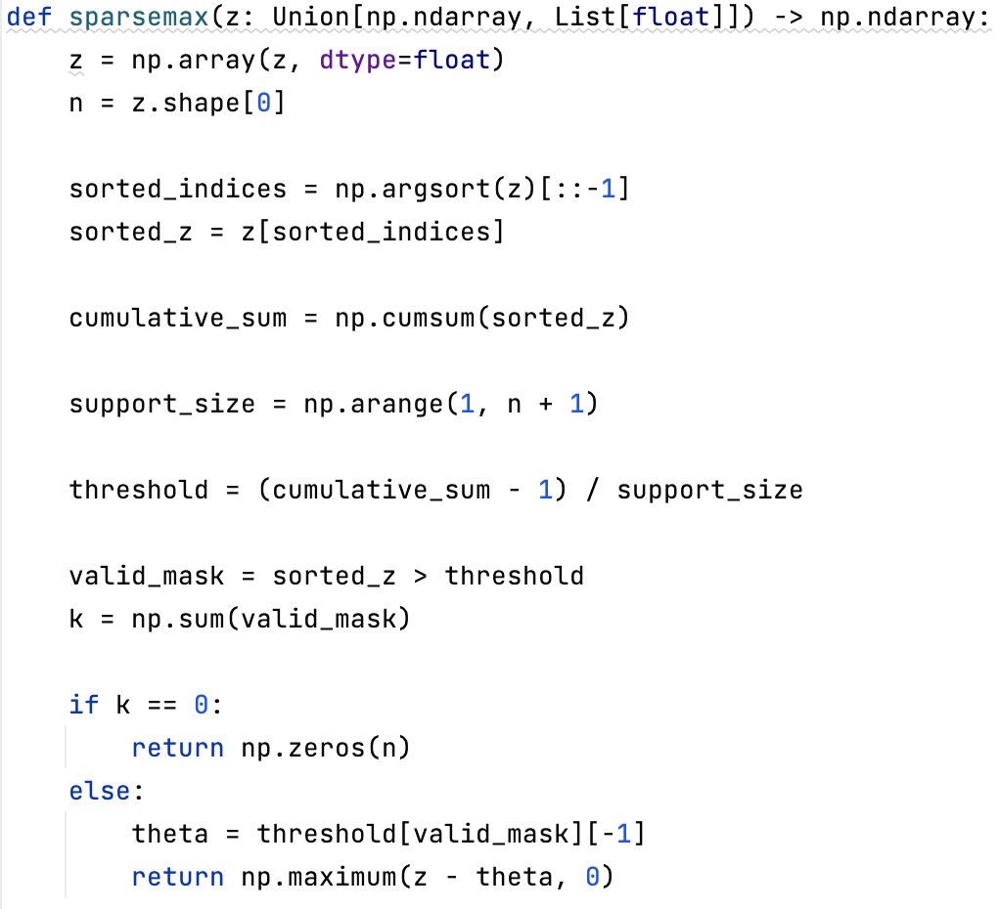 def sparsemax(z: Union[np.ndarray, List[float]]) -> np.ndarray:
    z = np.array(z, dtype=float)
    n = z.shape[0]

    sorted_indices = np.argsort(z)[::-1]
    sorted_z = z[sorted_indices]

    cumulative_sum = np.cumsum(sorted_z)

    support_size = np.arange(1, n + 1)

    threshold = (cumulative_sum - 1) / support_size

    valid_mask = sorted_z > threshold
    k = np.sum(valid_mask)

    if k == 0:
        return np.zeros(n)
    else:
        theta = threshold[valid_mask][-1]
        return np.maximum(z - theta, 0)